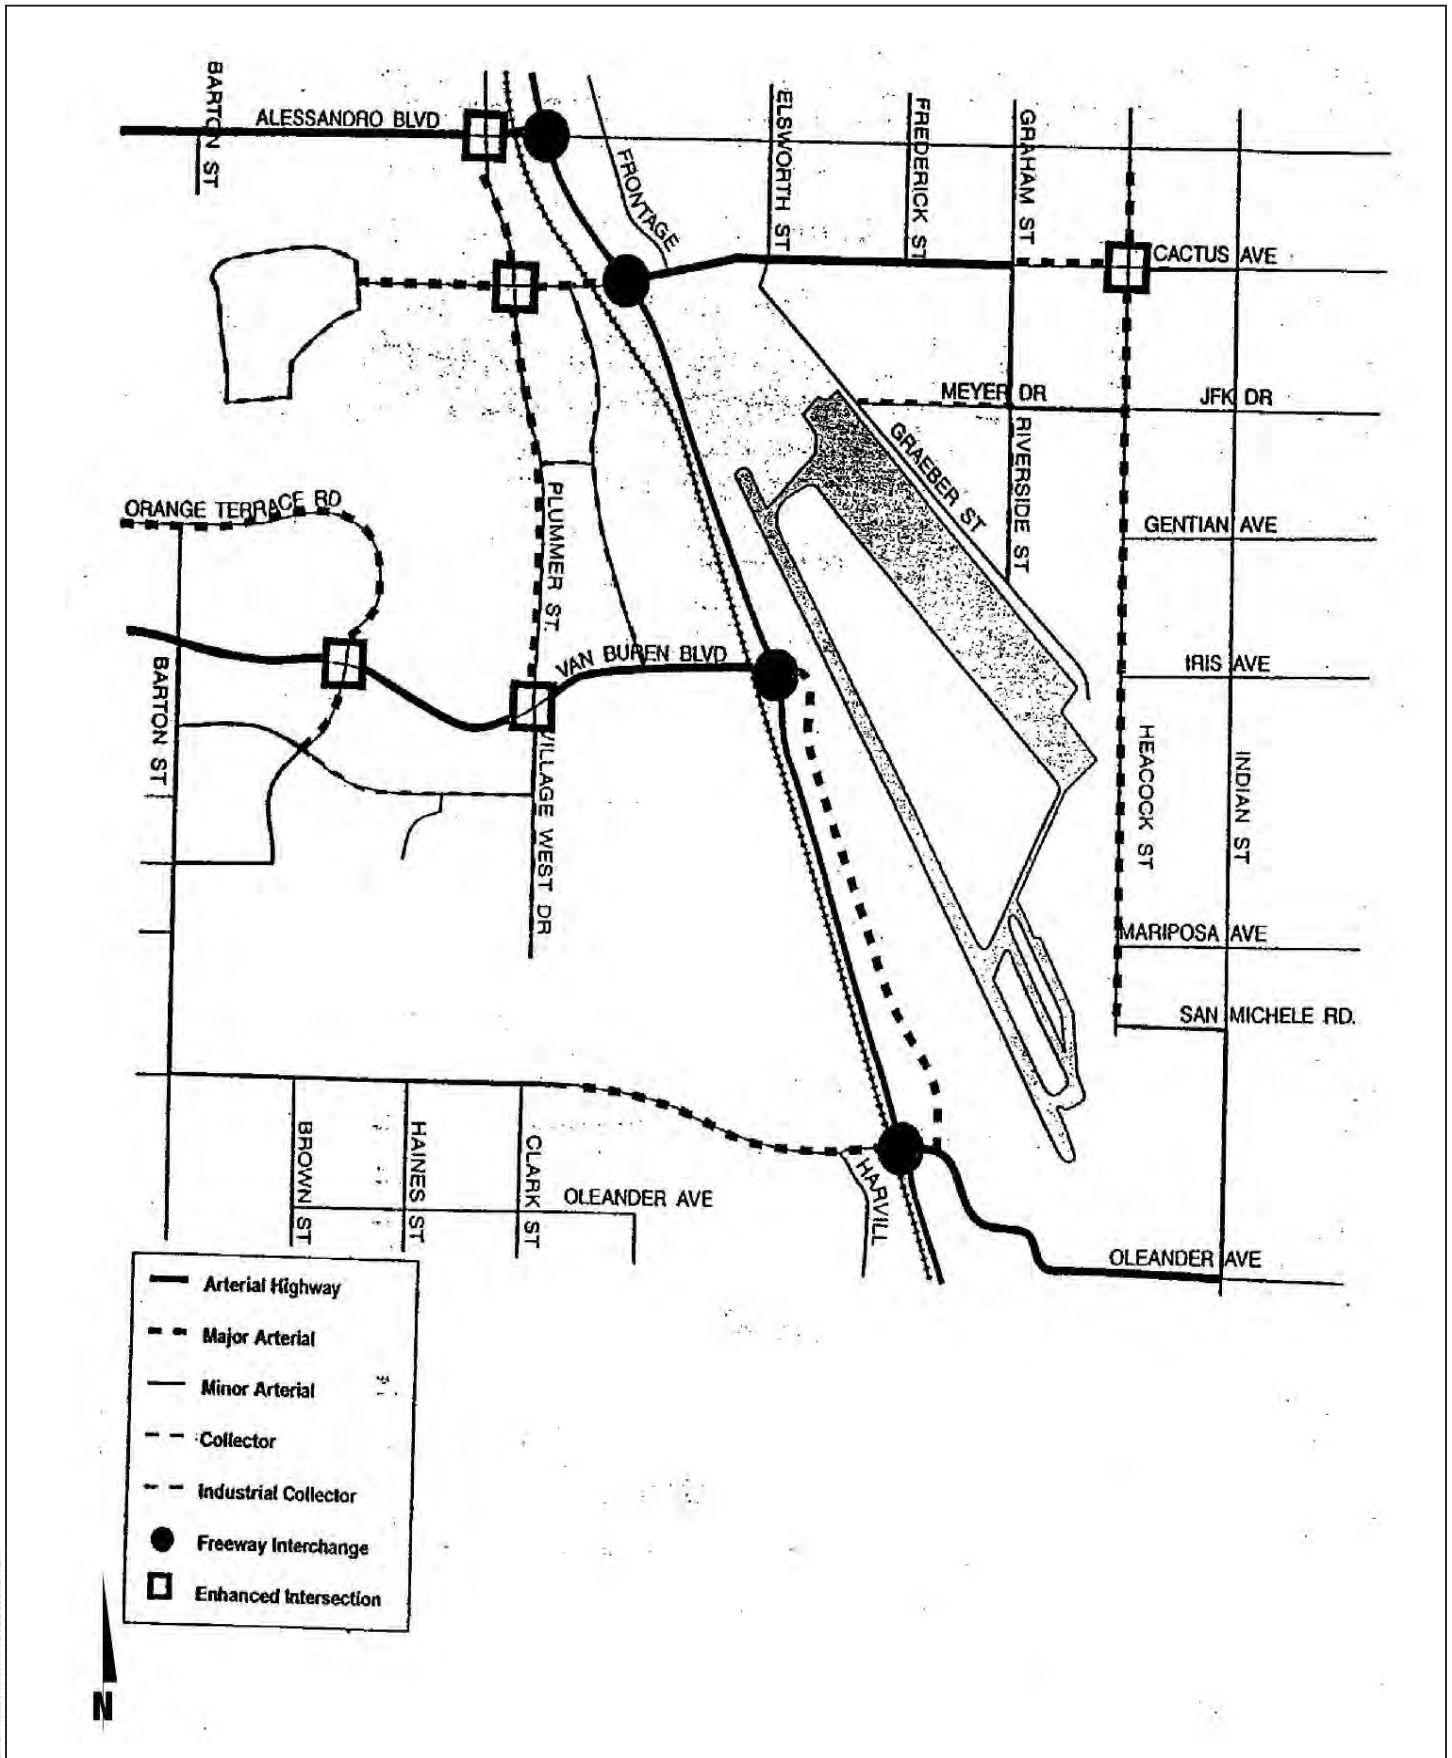 BARTON ST
ALESSANDRO BLVD
FRONTAGE
ELSWORTH ST
FREDERICK ST
GRAHAM ST
CACTUS AVE
MEYER DR
JFK DR
GRAEBER ST
RIVERSIDE ST
ORANGE TERRACE RD
PLUMMER ST.
GENTIAN AVE
VAN BUREN BLVD
IRIS AVE
BARTON ST
VILLAGE WEST DR
HEACOCK ST
INDIAN ST
MARIPOSA AVE
SAN MICHELE RD.
BROWN ST
HAINES ST
CLARK ST
OLEANDER AVE
HARVILL
OLEANDER AVE
Arterial Highway
Major Arterial
Minor Arterial
Collector
Industrial Collector
Freeway Interchange
Enhanced Intersection
N